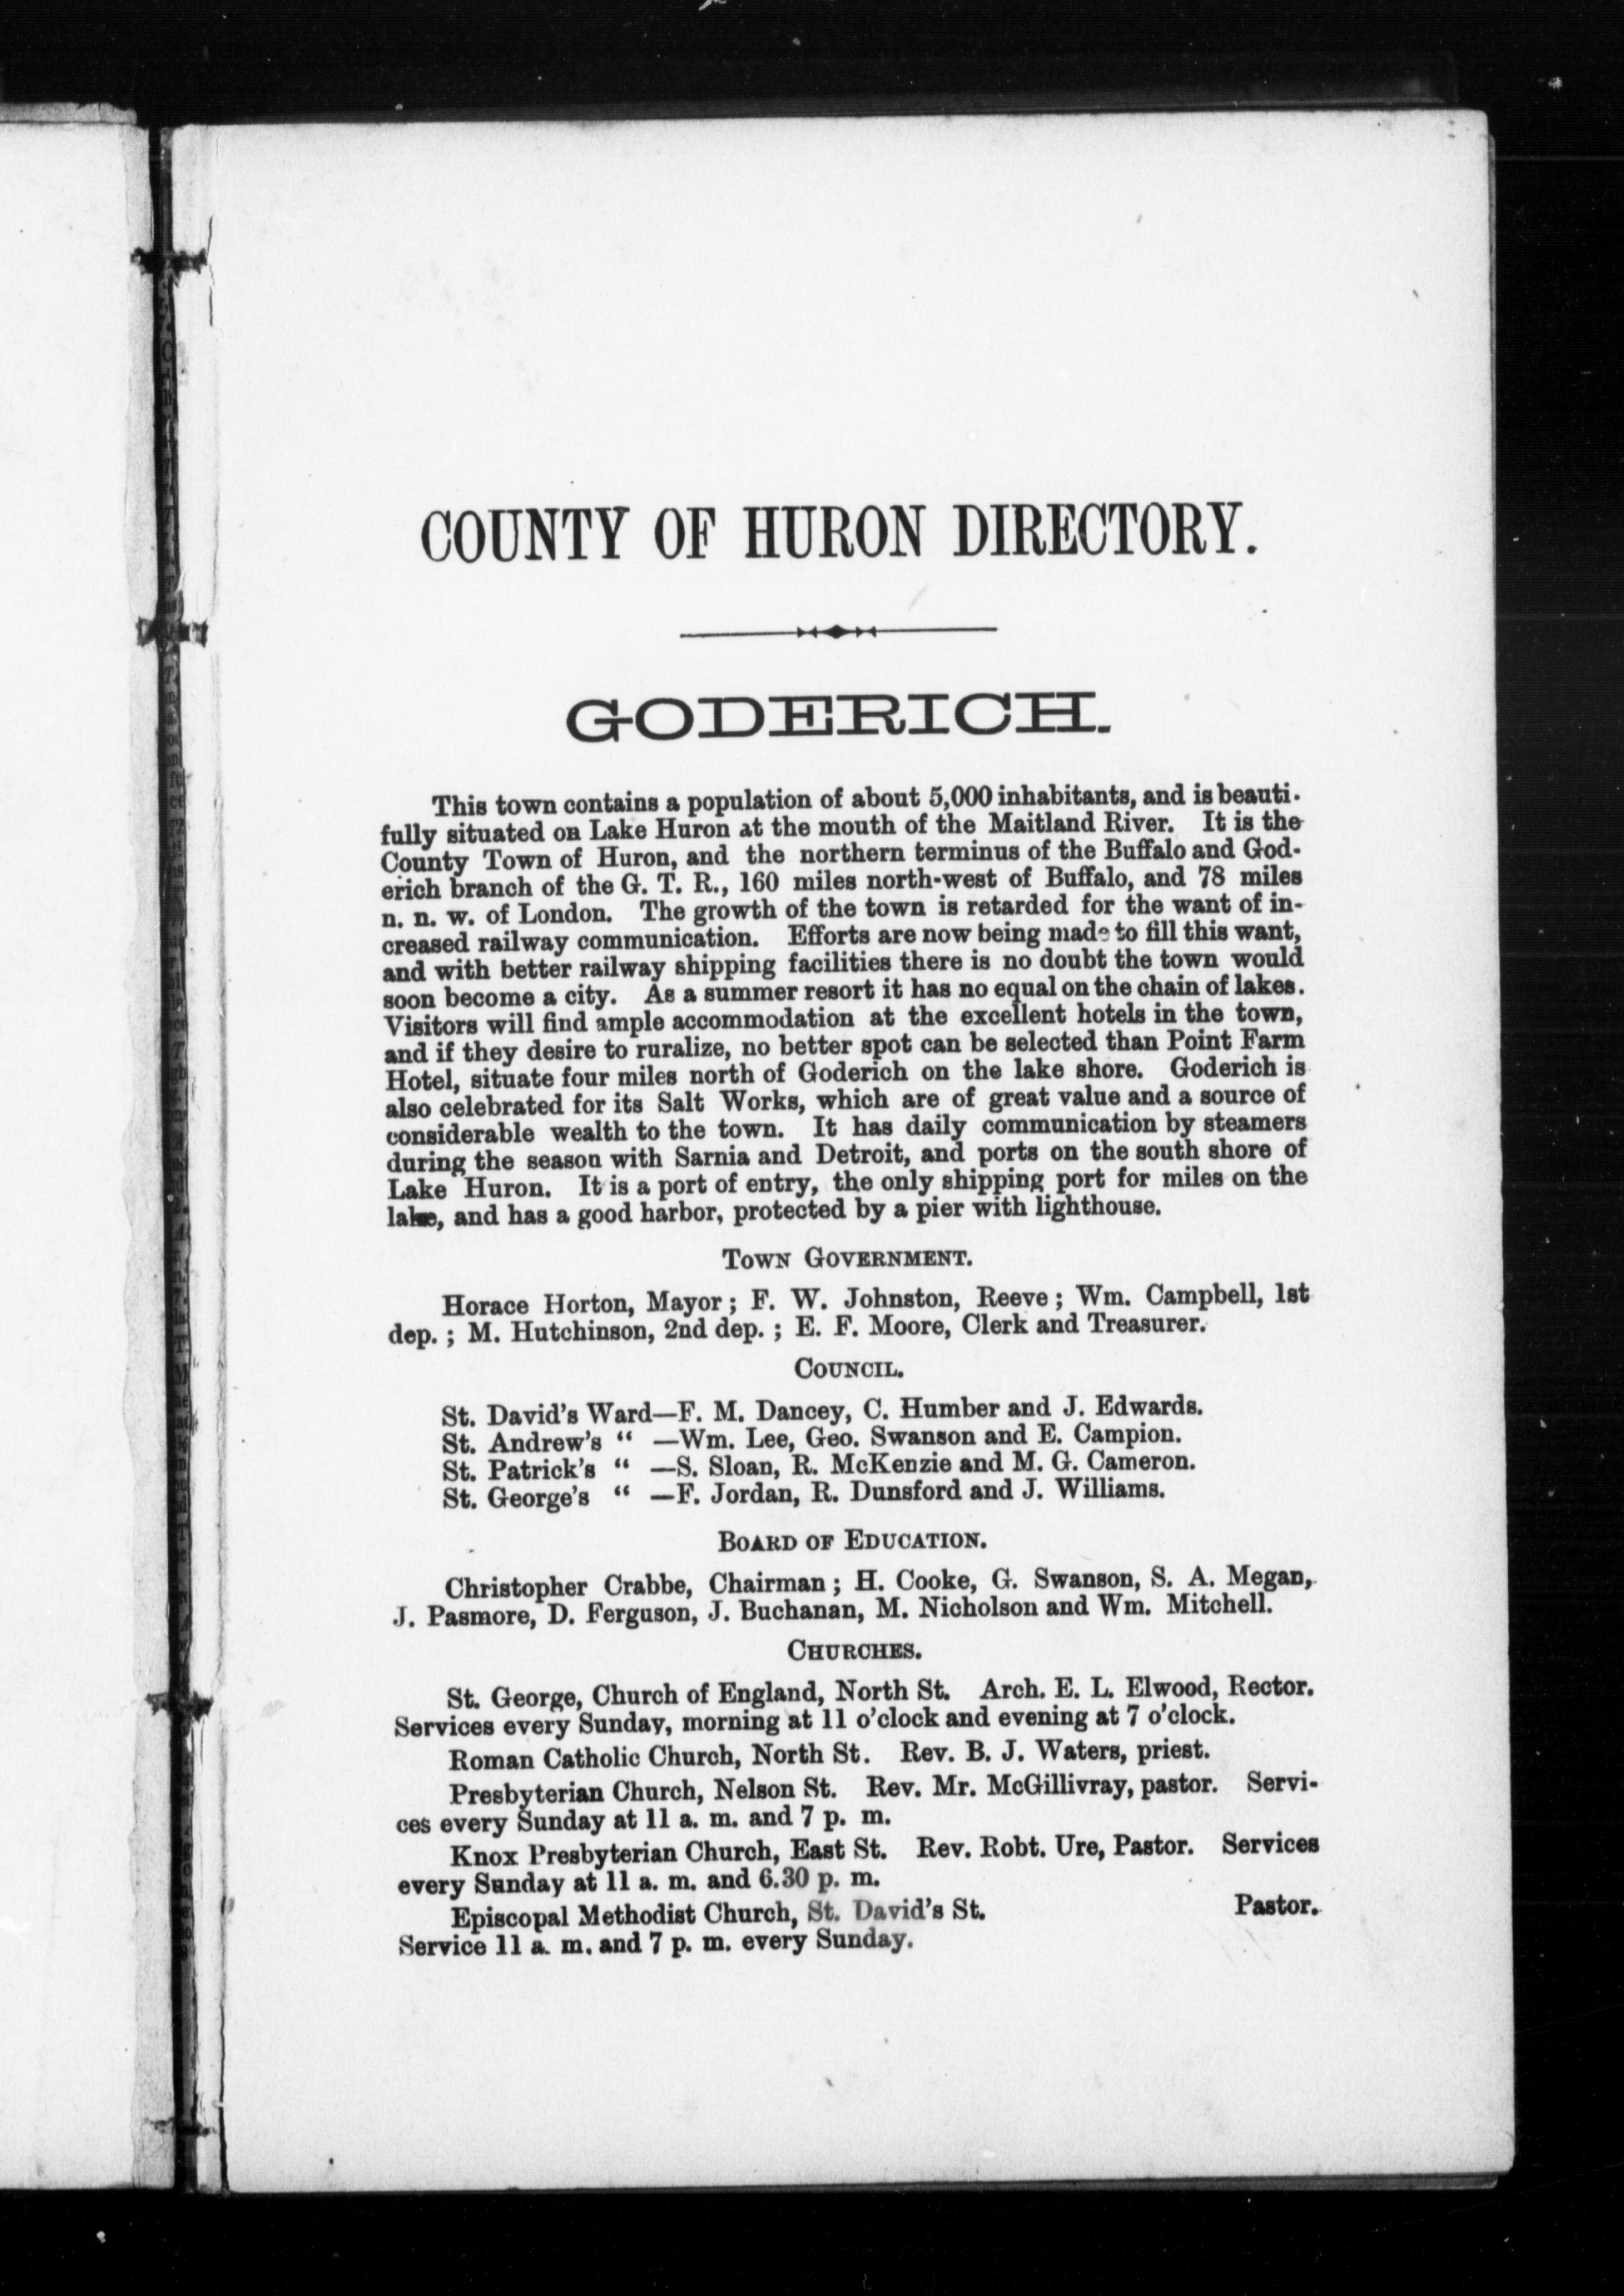 COUNTY OF HURON DIRECTORY.
GODERICH.
This town contains a population of about 5,000 inhabitants, and is beauti-
fully situated on Lake Huron at the mouth of the Maitland River. It is the
County Town of Huron, and the northern terminus of the Buffalo and God-
erich branch of the G. T. R., 160 miles north-west of Buffalo, and 78 miles
n. n. w. of London. The growth of the town is retarded for the want of in-
creased railway communication. Efforts are now being made to fill this want,
and with better railway shipping facilities there is no doubt the town would
soon become a city. As a summer resort it has no equal on the chain of lakes.
Visitors will find ample accommodation at the excellent hotels in the town,
and if they desire to ruralize, no better spot can be selected than Point Farm
Hotel, situate four miles north of Goderich on the lake shore. Goderich is
also celebrated for its Salt Works, which are of great value and a source of
considerable wealth to the town. It has daily communication by steamers
during the season with Sarnia and Detroit, and ports on the south shore of
Lake Huron. It is a port of entry, the only shipping port for miles on the
lake, and has a good harbor, protected by a pier with lighthouse.
TOWN GOVERNMENT.
Horace Horton, Mayor; F. W. Johnston, Reeve; Wm. Campbell, 1st
dep.; M. Hutchinson, 2nd dep.; E. F. Moore, Clerk and Treasurer.
COUNCIL.
St. David's Ward—F. M. Dancey, C. Humber and J. Edwards.
St. Andrew's “ —Wm. Lee, Geo. Swanson and E. Campion.
St. Patrick's “ —S. Sloan, R. McKenzie and M. G. Cameron.
St. George's “ —F. Jordan, R. Dunsford and J. Williams.
BOARD OF EDUCATION.
Christopher Crabbe, Chairman; H. Cooke, G. Swanson, S. A. Megan,
J. Pasmore, D. Ferguson, J. Buchanan, M. Nicholson and Wm. Mitchell.
CHURCHES.
St. George, Church of England, North St. Arch. E. L. Elwood, Rector.
Services every Sunday, morning at 11 o'clock and evening at 7 o'clock.
Roman Catholic Church, North St. Rev. B. J. Waters, priest.
Presbyterian Church, Nelson St. Rev. Mr. McGillivray, pastor. Servi-
ces every Sunday at 11 a. m. and 7 p. m.
Knox Presbyterian Church, East St. Rev. Robt. Ure, Pastor. Services
every Sunday at 11 a. m. and 6.30 p. m.
Episcopal Methodist Church, St. David's St. Pastor.
Service 11 a. m. and 7 p. m. every Sunday.